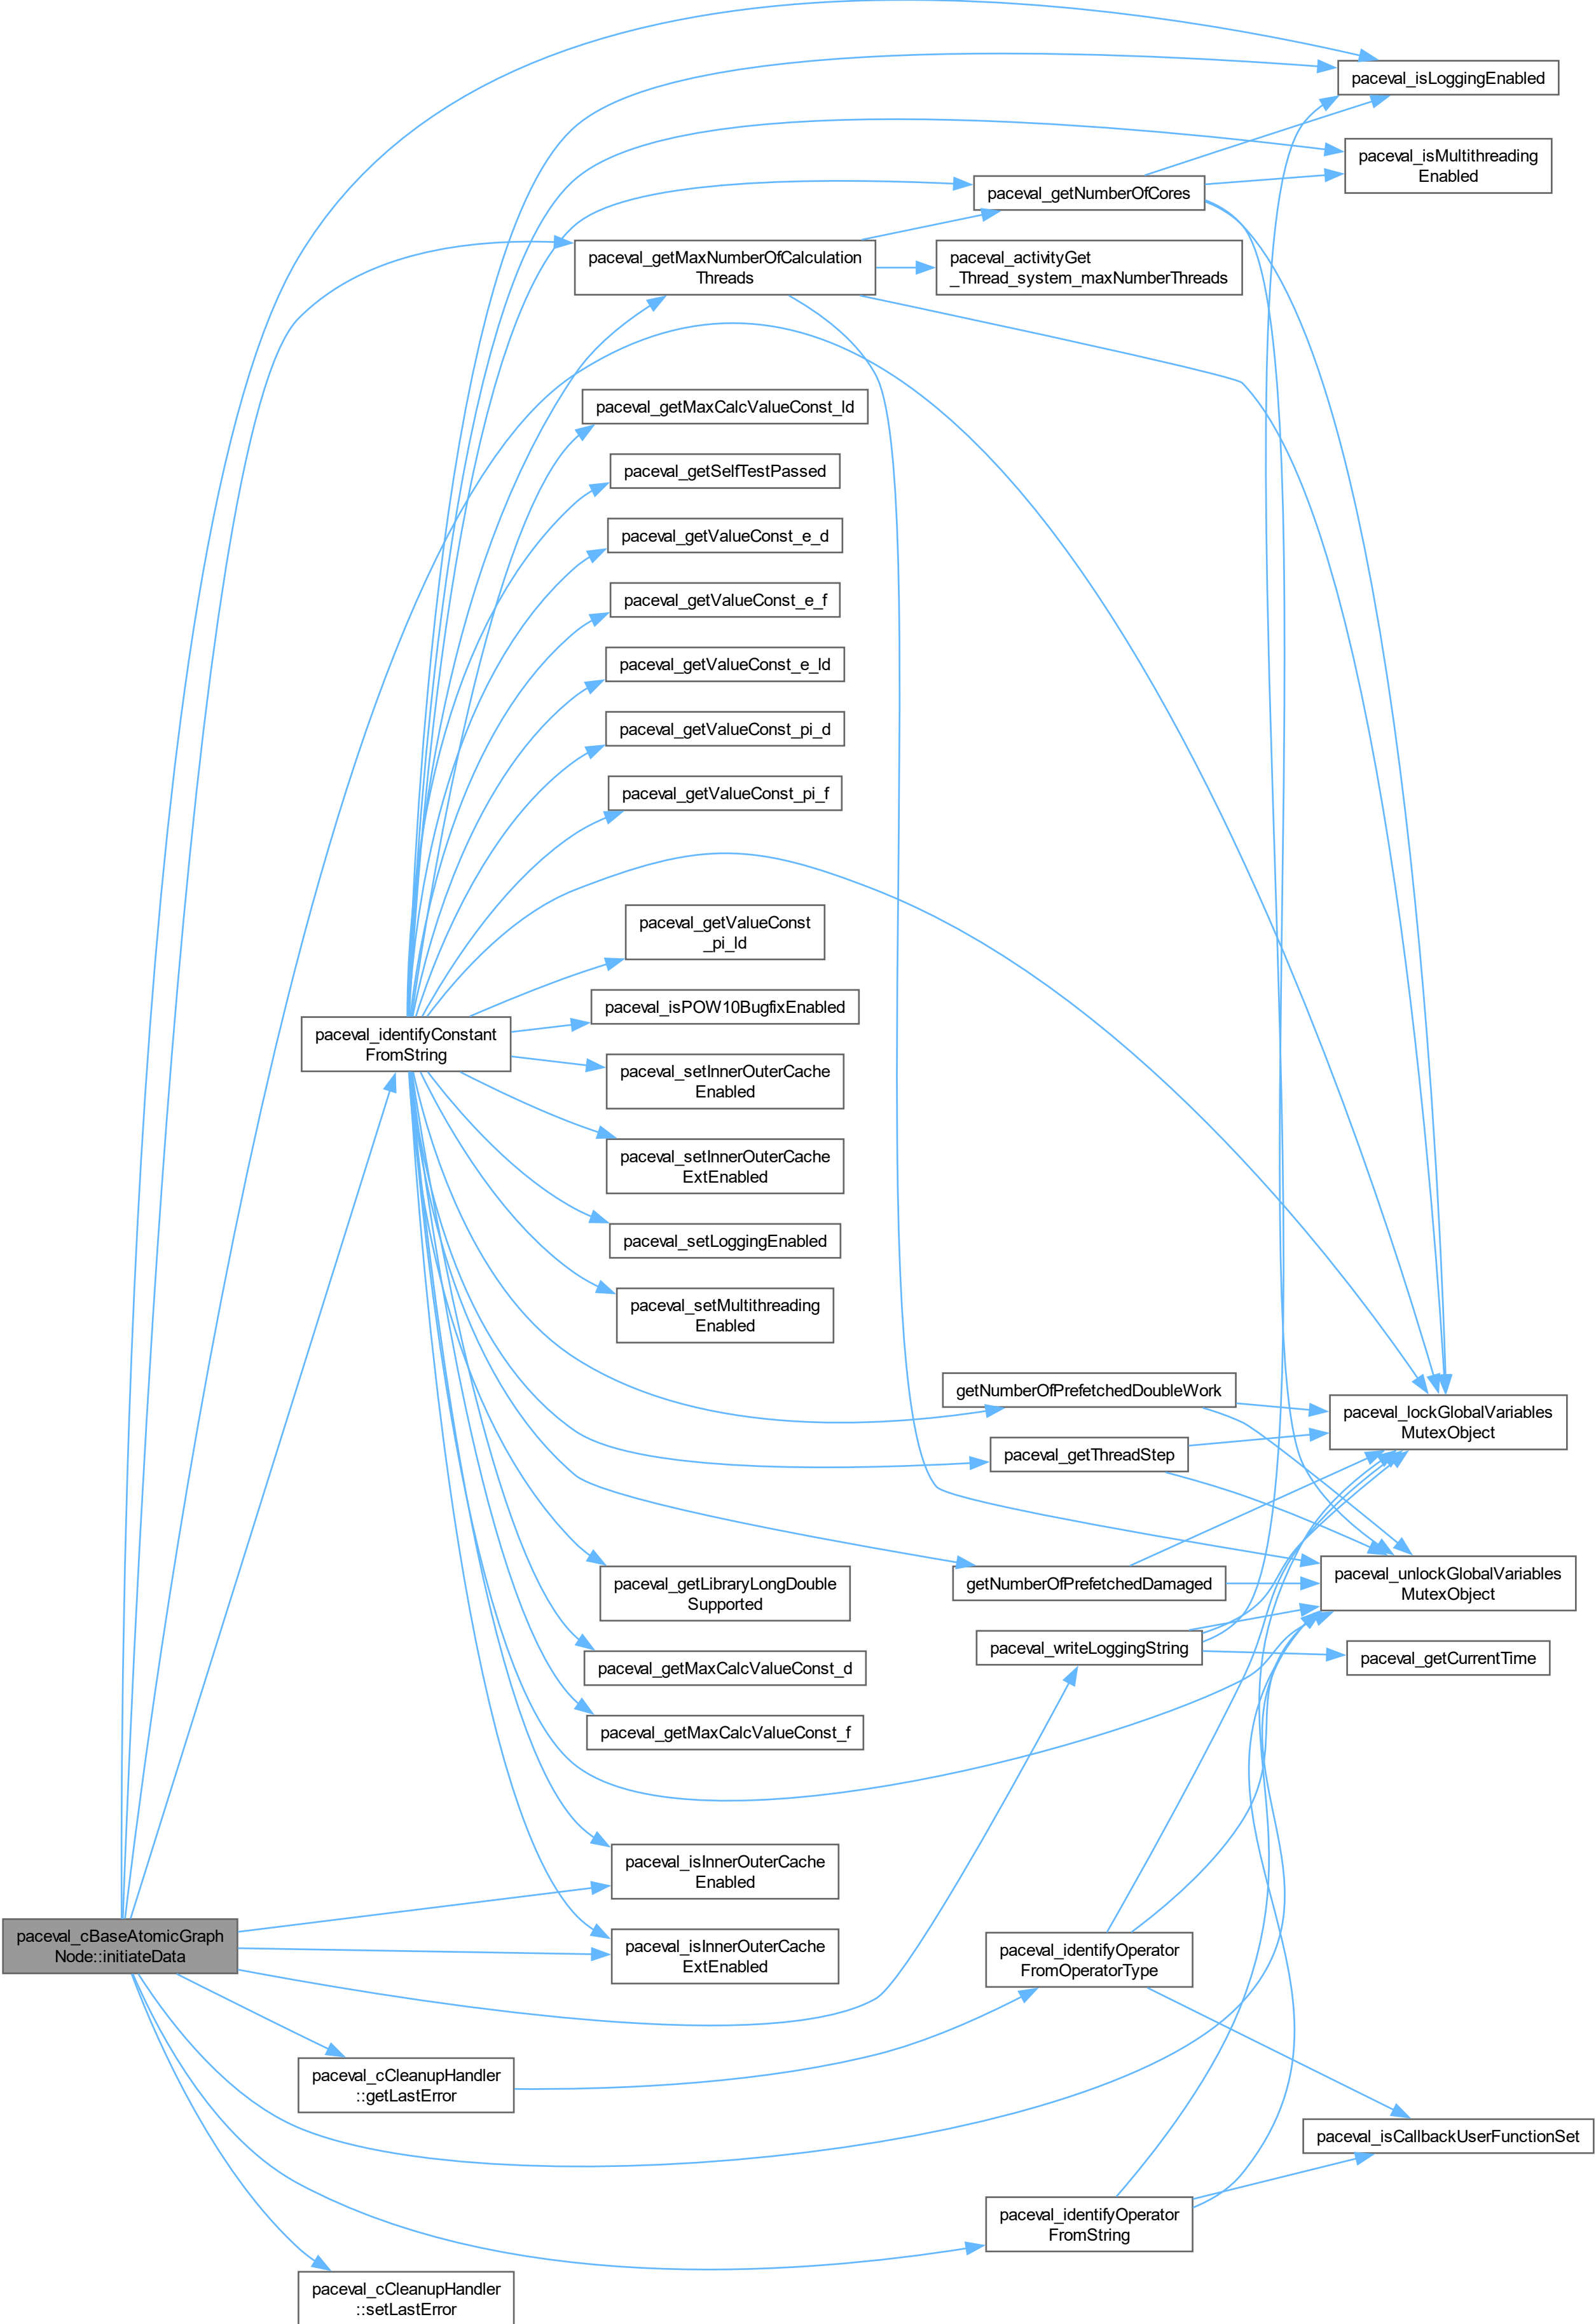 paceval_isLoggingEnabled
paceval_isMultithreading
Enabled
paceval_getNumberOfCores
paceval_getMaxNumberOfCalculation
Threads
paceval_activityGet
_Thread_system_maxNumberThreads
paceval_getMaxCalcValueConst_ld
paceval_getSelfTestPassed
paceval_getValueConst_e_d
paceval_getValueConst_e_f
paceval_getValueConst_e_ld
paceval_getValueConst_pi_d
paceval_getValueConst_pi_f
paceval_getValueConst
_pi_ld
paceval_isPOW10BugfixEnabled
paceval_identifyConstant
FromString
paceval_setInnerOuterCache
Enabled
paceval_setInnerOuterCache
ExtEnabled
paceval_setLoggingEnabled
paceval_setMultithreading
Enabled
getNumberOfPrefetchedDoubleWork
paceval_lockGlobalVariables
MutexObject
paceval_getThreadStep
paceval_getLibraryLongDouble
Supported
getNumberOfPrefetchedDamaged
paceval_unlockGlobalVariables
MutexObject
paceval_writeLoggingString
paceval_getCurrentTime
paceval_getMaxCalcValueConst_d
paceval_getMaxCalcValueConst_f
paceval_isInnerOuterCache
Enabled
paceval_cBaseAtomicGraph
Node::initiateData
paceval_isInnerOuterCache
ExtEnabled
paceval_identifyOperator
FromOperatorType
paceval_cCleanupHandler
::getLastError
paceval_isCallbackUserFunctionSet
paceval_identifyOperator
FromString
paceval_cCleanupHandler
::setLastError